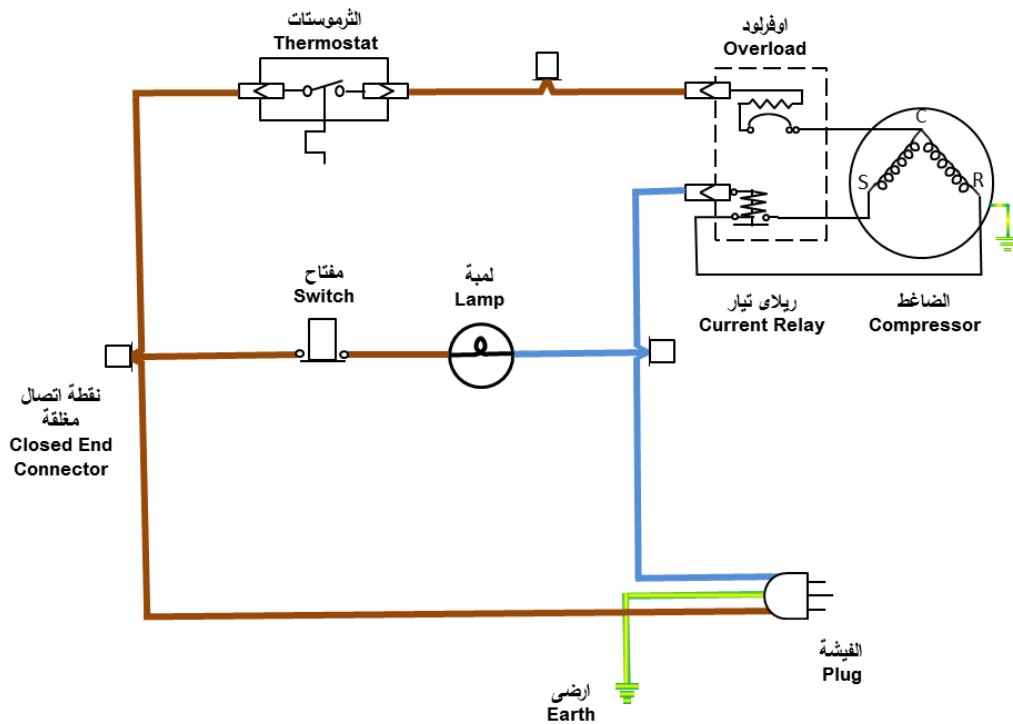 الثرموستات
Thermostat
اوفرلود
Overload
C
S
R
مفتاح
Switch
لمبة
Lamp
ريلاى تيار
Current Relay
الضاغط
Compressor
نقطة اتصال
مغلقة
Closed End
Connector
الفيشة
Plug
ارضى
Earth